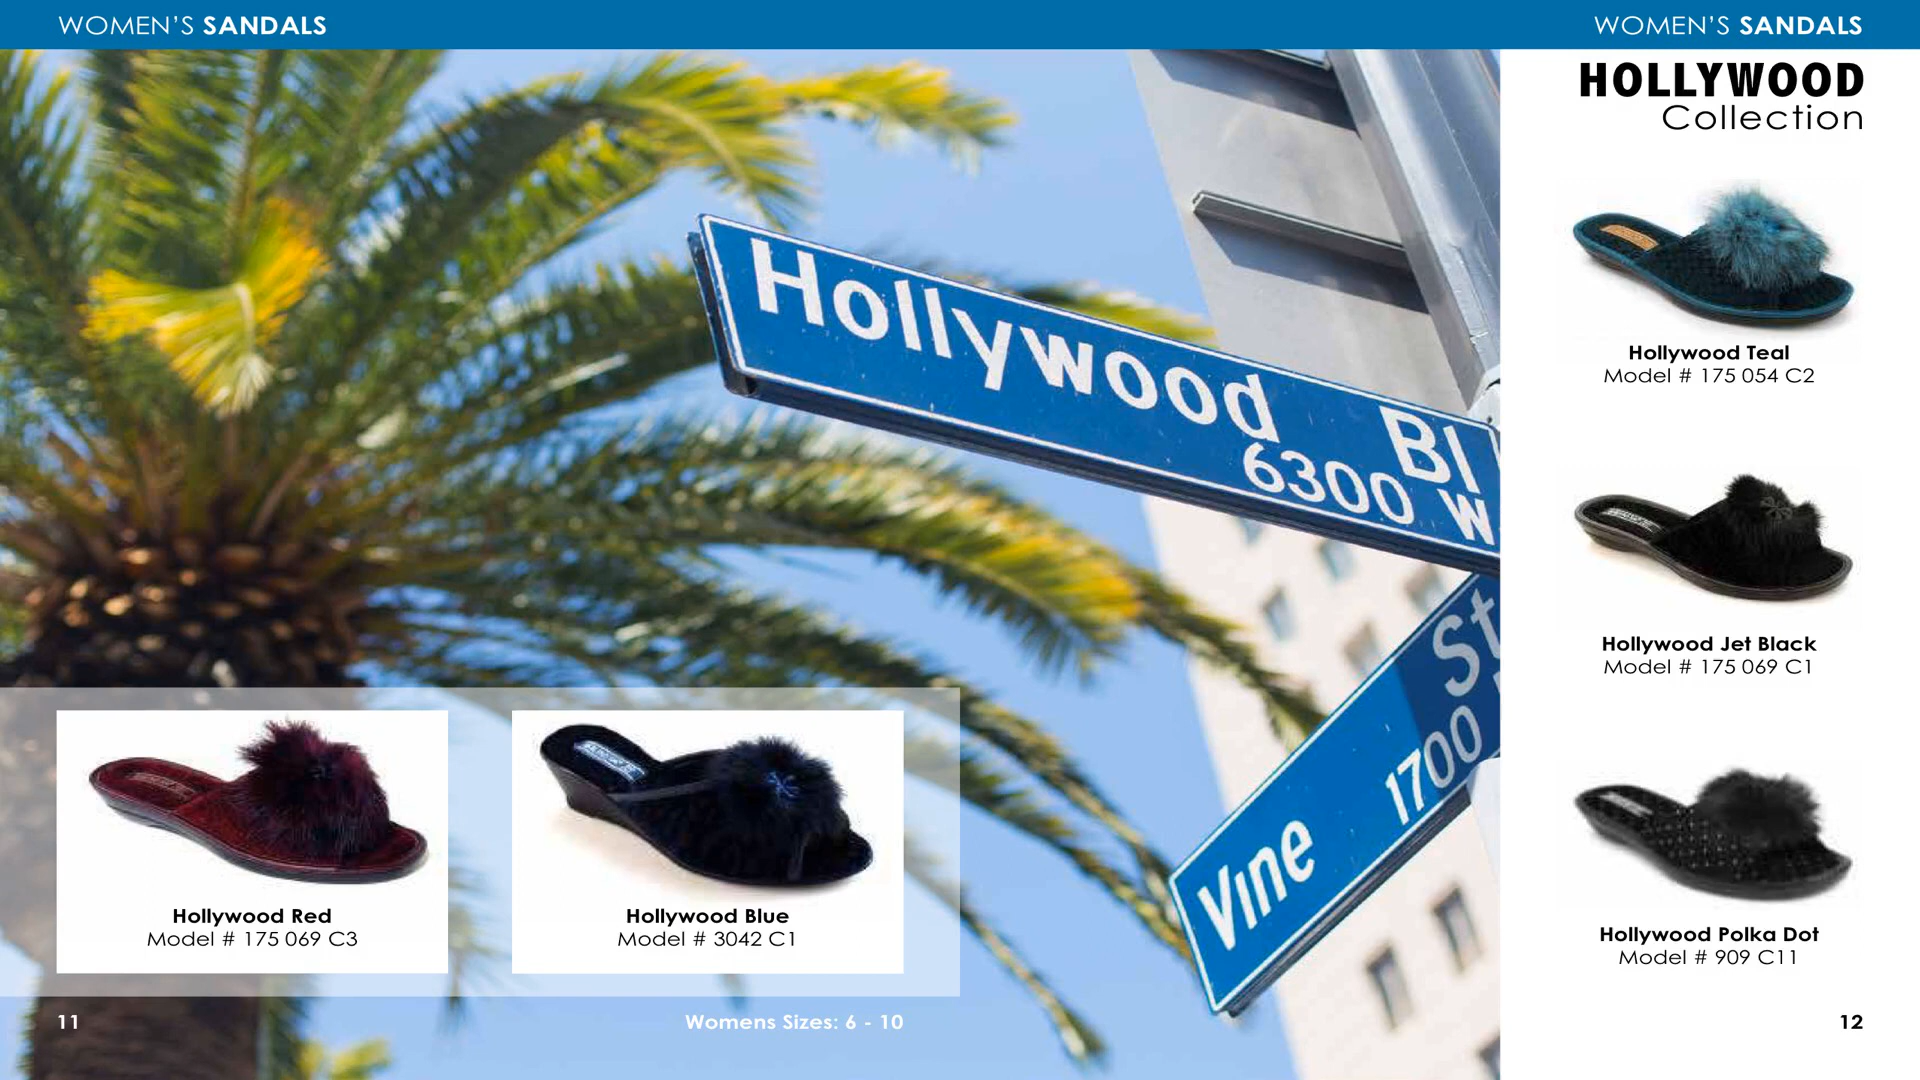 WOMEN'S SANDALS
WOMEN'S SANDALS
HOLLYWOOD
Collection
Hollywood Bl
6300 W
St
Vine 1700
Hollywood Teal
Model # 175 054 C2
Hollywood Jet Black
Model # 175 069 C1
Hollywood Polka Dot
Model # 909 C11
Hollywood Red
Model # 175 069 C3
Hollywood Blue
Model # 3042 C1
11
Womens Sizes: 6 - 10
12